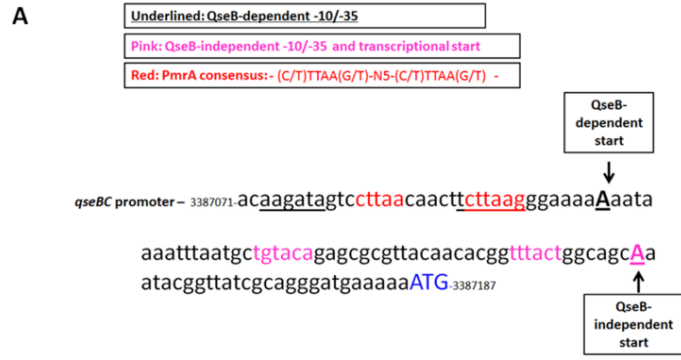 A
Underlined: QseB-dependent -10/-35
Pink: QseB-independent -10/-35 and transcriptional start
Red: PmrA consensus:- (C/T)TTAA(G/T)-N5-(C/T)TTAA(G/T) -
QseB-
dependent
start
qseBC promoter – 3387071-acaagatagtccttaacaacttcttaagggaaaaAaata
aaatttaatgctgtacagagcgcgttacaacacggtttactggcagcAa
atacggttatcgcagggatgaaaaaATG-3387187
QseB-
independent
start